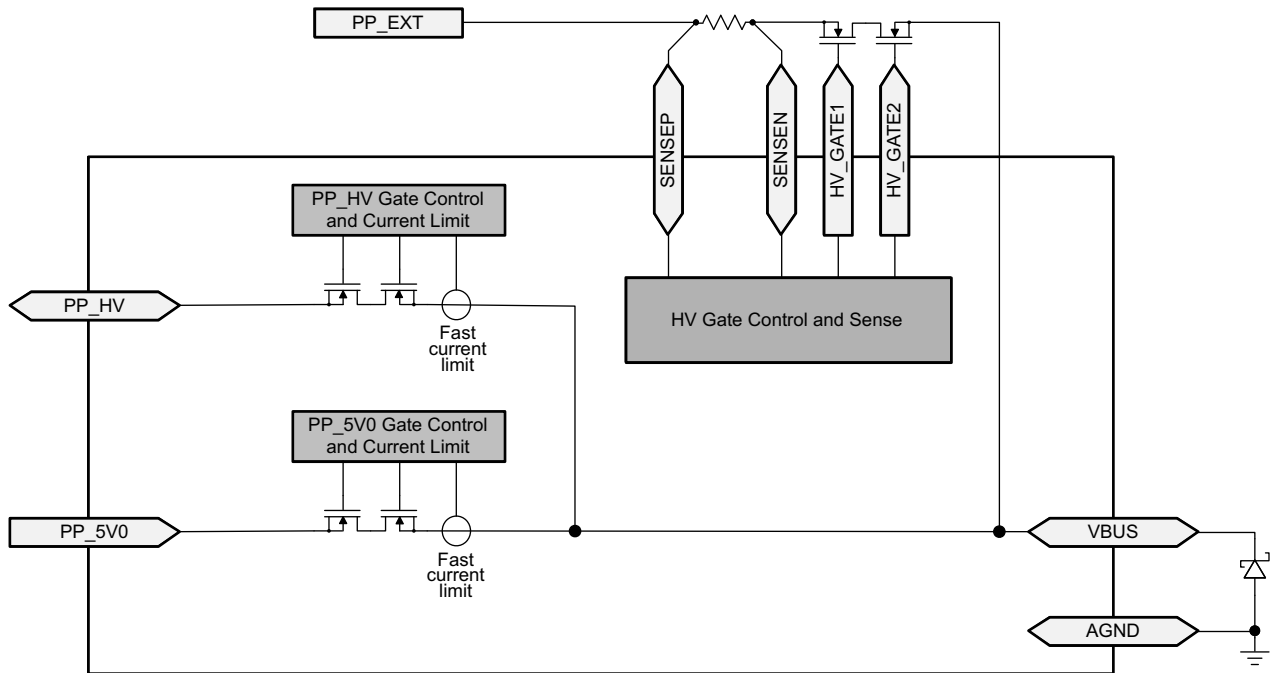 PP_EXT
SENSEP
SENSEN
HV_GATE1
HV_GATE2
PP_HV Gate Control
and Current Limit
PP_HV
Fast
current
limit
HV Gate Control and Sense
PP_5V0 Gate Control
and Current Limit
PP_5V0
Fast
current
limit
VBUS
AGND